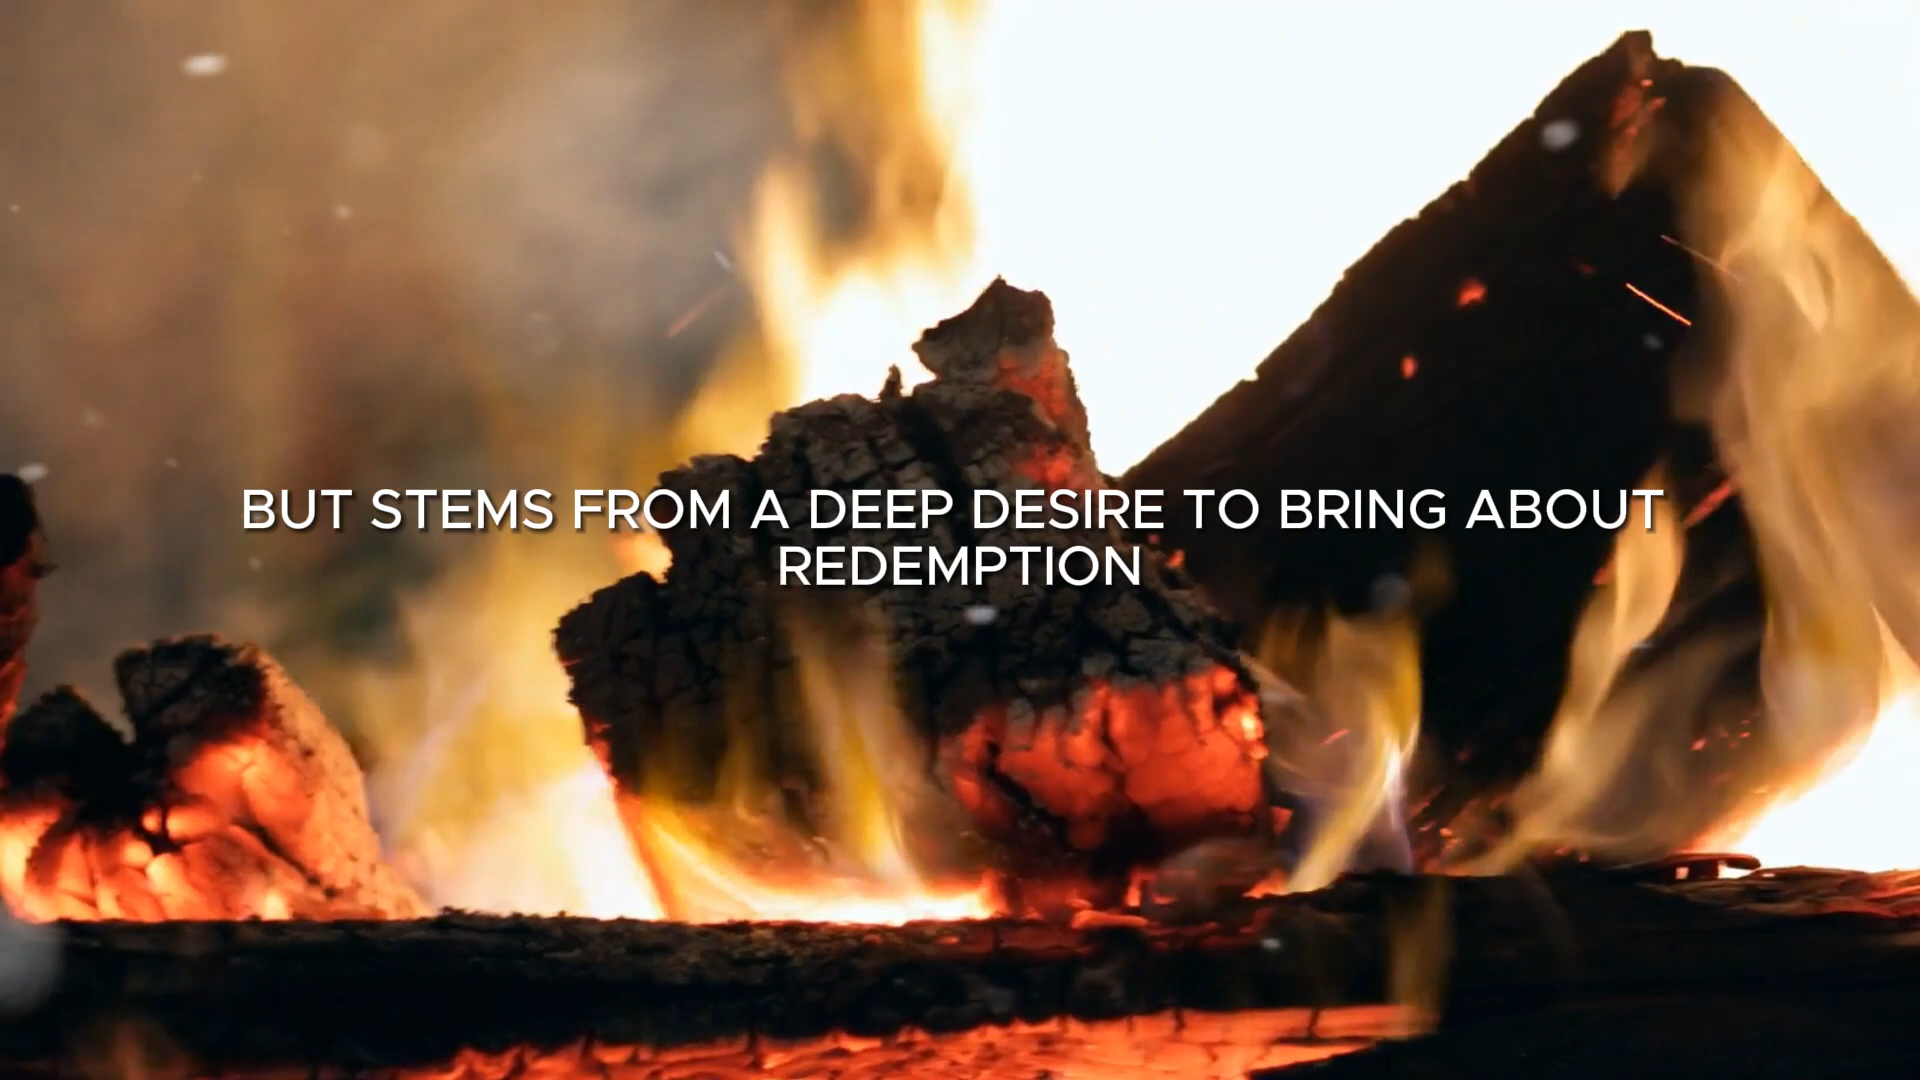 BUT STEMS FROM A DEEP DESIRE TO BRING ABOUT
REDEMPTION